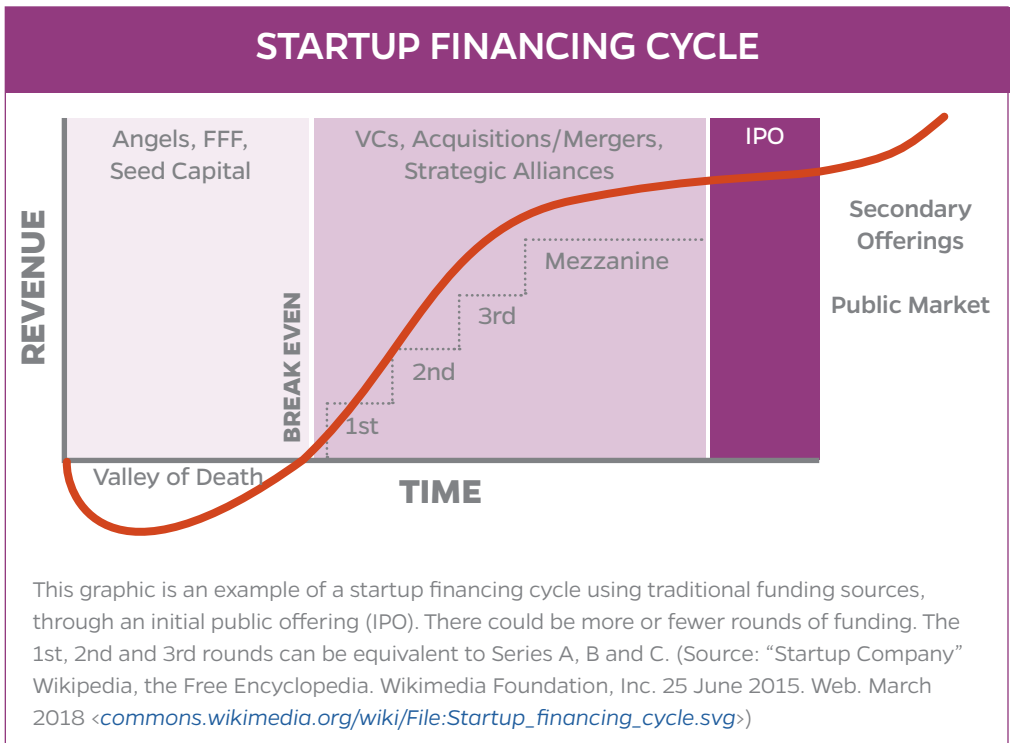 STARTUP FINANCING CYCLE
Angels, FFF,
Seed Capital
VCs, Acquisitions/Mergers,
Strategic Alliances
IPO
Secondary
Offerings
Public Market
REVENUE
BREAK EVEN
Mezzanine
3rd
2nd
1st
Valley of Death
TIME
This graphic is an example of a startup financing cycle using traditional funding sources,
through an initial public offering (IPO). There could be more or fewer rounds of funding. The
1st, 2nd and 3rd rounds can be equivalent to Series A, B and C. (Source: “Startup Company”
Wikipedia, the Free Encyclopedia. Wikimedia Foundation, Inc. 25 June 2015. Web. March
2018 <commons.wikimedia.org/wiki/File:Startup_financing_cycle.svg>)